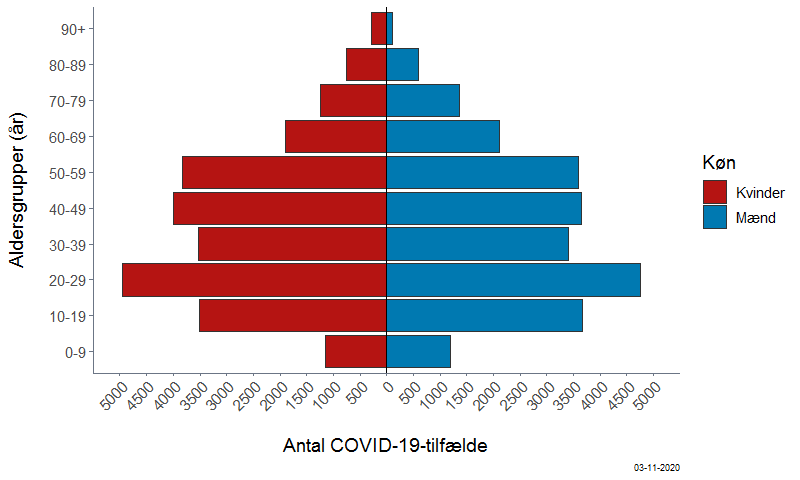 Aldersgrupper (år)
90+
80-89
70-79
60-69
50-59
40-49
30-39
20-29
10-19
0-9
5000 4500 4000 3500 3000 2500 2000 1500 1000 500 0 500 1000 1500 2000 2500 3000 3500 4000 4500 5000
Antal COVID-19-tilfælde
Køn
Kvinder
Mænd
03-11-2020